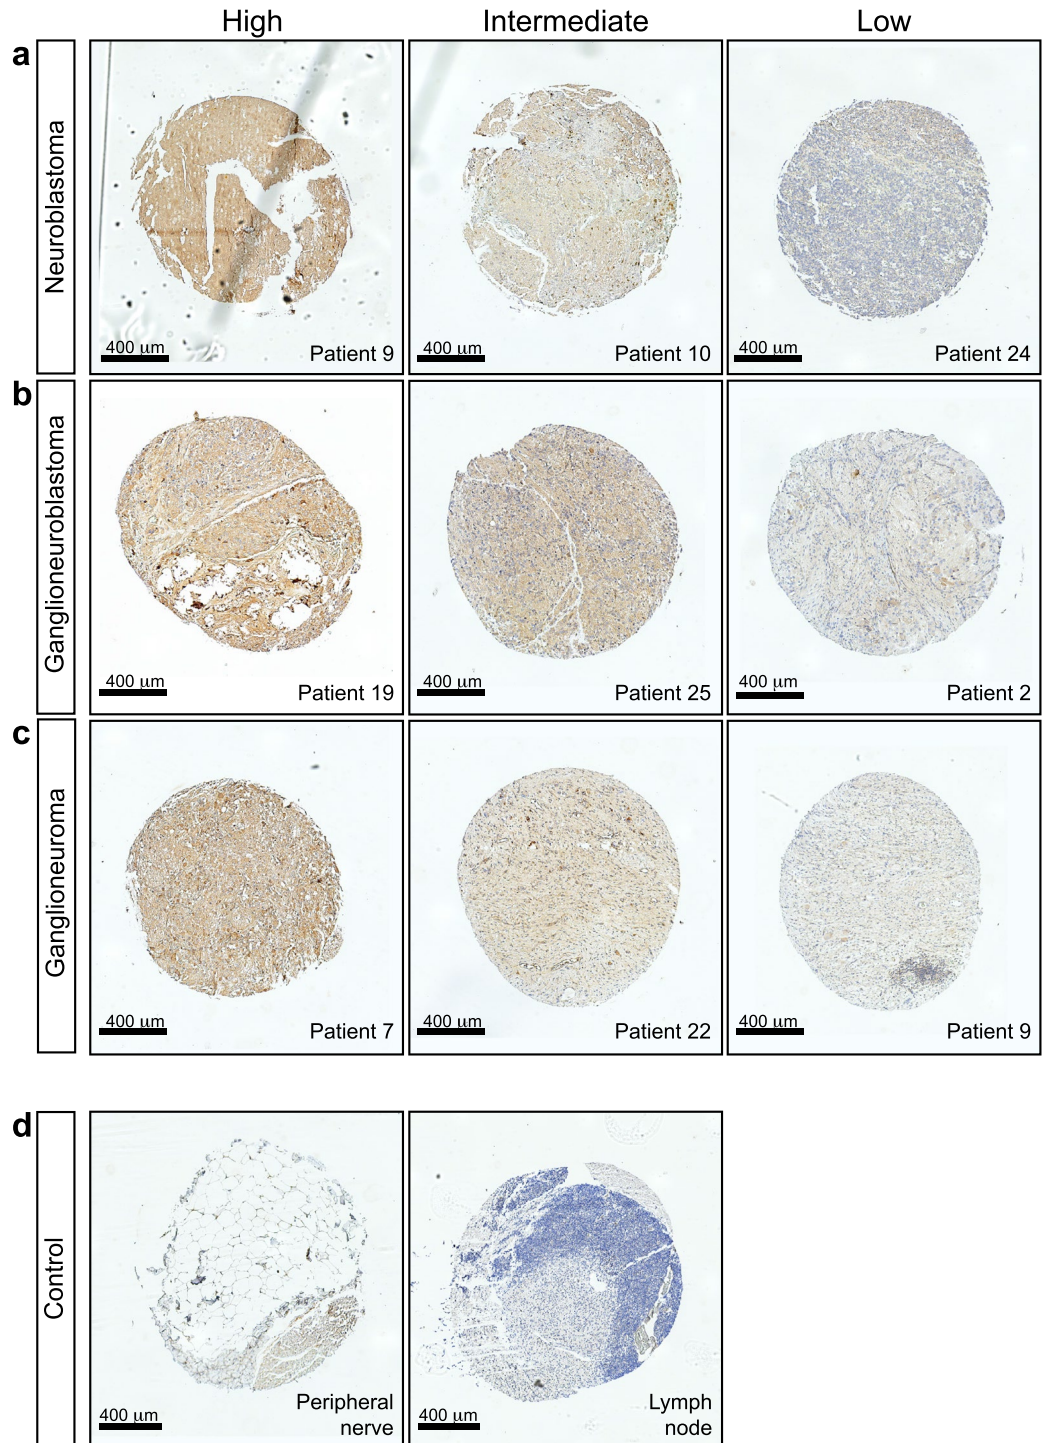 High Intermediate Low
a
Neuroblastoma
400 µm
Patient 9
400 µm
Patient 10
400 µm
Patient 24
b
Ganglioneuroblastoma
400 µm
Patient 19
400 µm
Patient 25
400 µm
Patient 2
c
Ganglioneuroma
400 µm
Patient 7
400 µm
Patient 22
400 µm
Patient 9
d
Control
400 µm
Peripheral
nerve
400 µm
Lymph
node